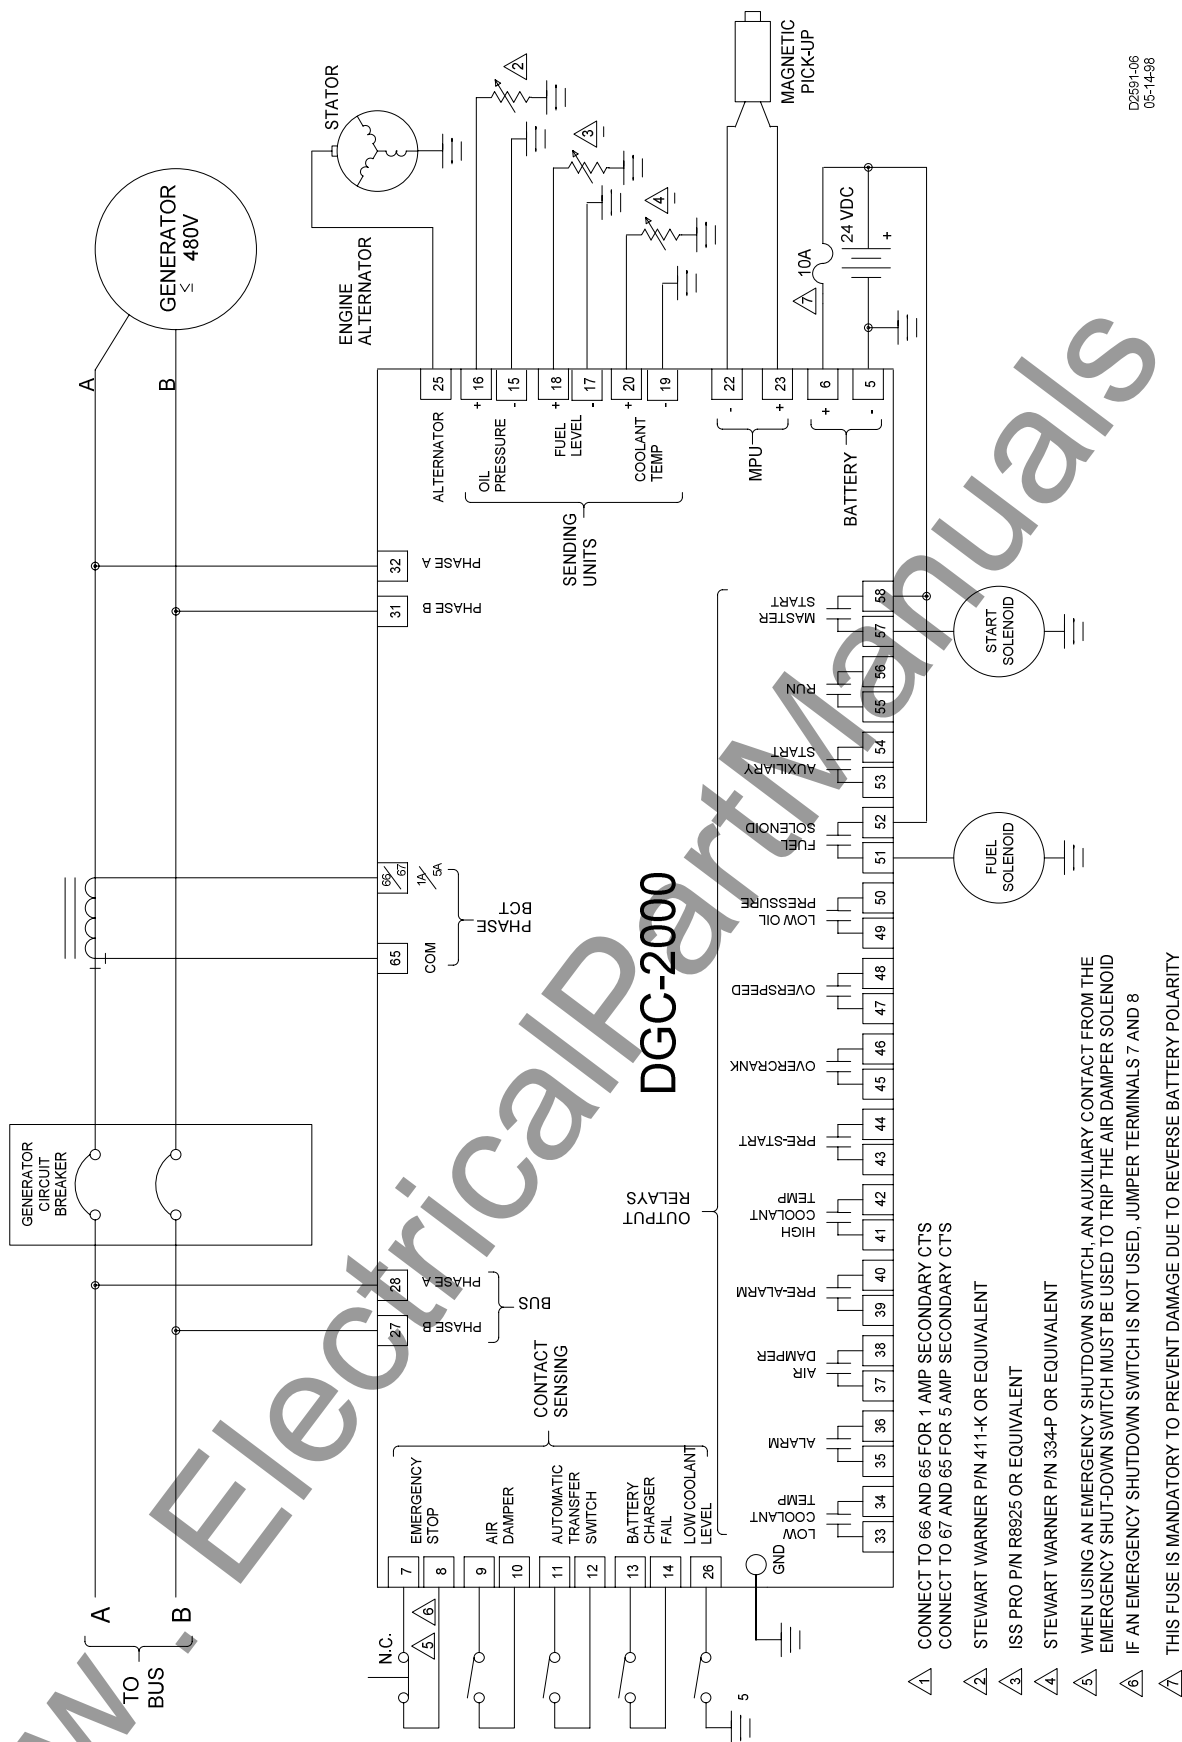 TO
BUS
A
B
GENERATOR
CIRCUIT
BREAKER
A
B
GENERATOR
≤
480V
STATOR
ENGINE
ALTERNATOR
27
PHASE B
28
PHASE A
BUS
65
COM
66/67
1A/5A
PHASE
BCT
31
PHASE B
32
PHASE A
N.C.
5
6
7
8
EMERGENCY
STOP
9
10
AIR
DAMPER
11
12
AUTOMATIC
TRANSFER
SWITCH
13
14
BATTERY
CHARGER
FAIL
26
LOW COOLANT
LEVEL
5
GND
CONTACT
SENSING
DGC-2000
OUTPUT
RELAYS
25
ALTERNATOR
16
+
15
-
OIL
PRESSURE
2
18
+
17
-
FUEL
LEVEL
3
20
+
19
-
COOLANT
TEMP
4
SENDING
UNITS
22
-
23
+
MPU
MAGNETIC
PICK-UP
6
+
5
-
BATTERY
7
10A
24 VDC
+
LOW
COOLANT
TEMP
33
34
ALARM
35
36
AIR
DAMPER
37
38
PRE-ALARM
39
40
HIGH
COOLANT
TEMP
41
42
PRE-START
43
44
OVERCRANK
45
46
OVERSPEED
47
48
LOW OIL
PRESSURE
49
50
FUEL
SOLENOID
51
52
AUXILIARY
START
53
54
RUN
55
56
MASTER
START
57
58
FUEL
SOLENOID
START
SOLENOID
1 CONNECT TO 66 AND 65 FOR 1 AMP SECONDARY CT'S
CONNECT TO 67 AND 65 FOR 5 AMP SECONDARY CT'S
2 STEWART WARNER P/N 411-K OR EQUIVALENT
3 ISS PRO P/N R8925 OR EQUIVALENT
4 STEWART WARNER P/N 334-P OR EQUIVALENT
5 WHEN USING AN EMERGENCY SHUTDOWN SWITCH, AN AUXILIARY CONTACT FROM THE
EMERGENCY SHUT-DOWN SWITCH MUST BE USED TO TRIP THE AIR DAMPER SOLENOID
6 IF AN EMERGENCY SHUTDOWN SWITCH IS NOT USED, JUMPER TERMINALS 7 AND 8
7 THIS FUSE IS MANDATORY TO PREVENT DAMAGE DUE TO REVERSE BATTERY POLARITY
D2591-06
05-14-98
w . ElectricalPartManuals